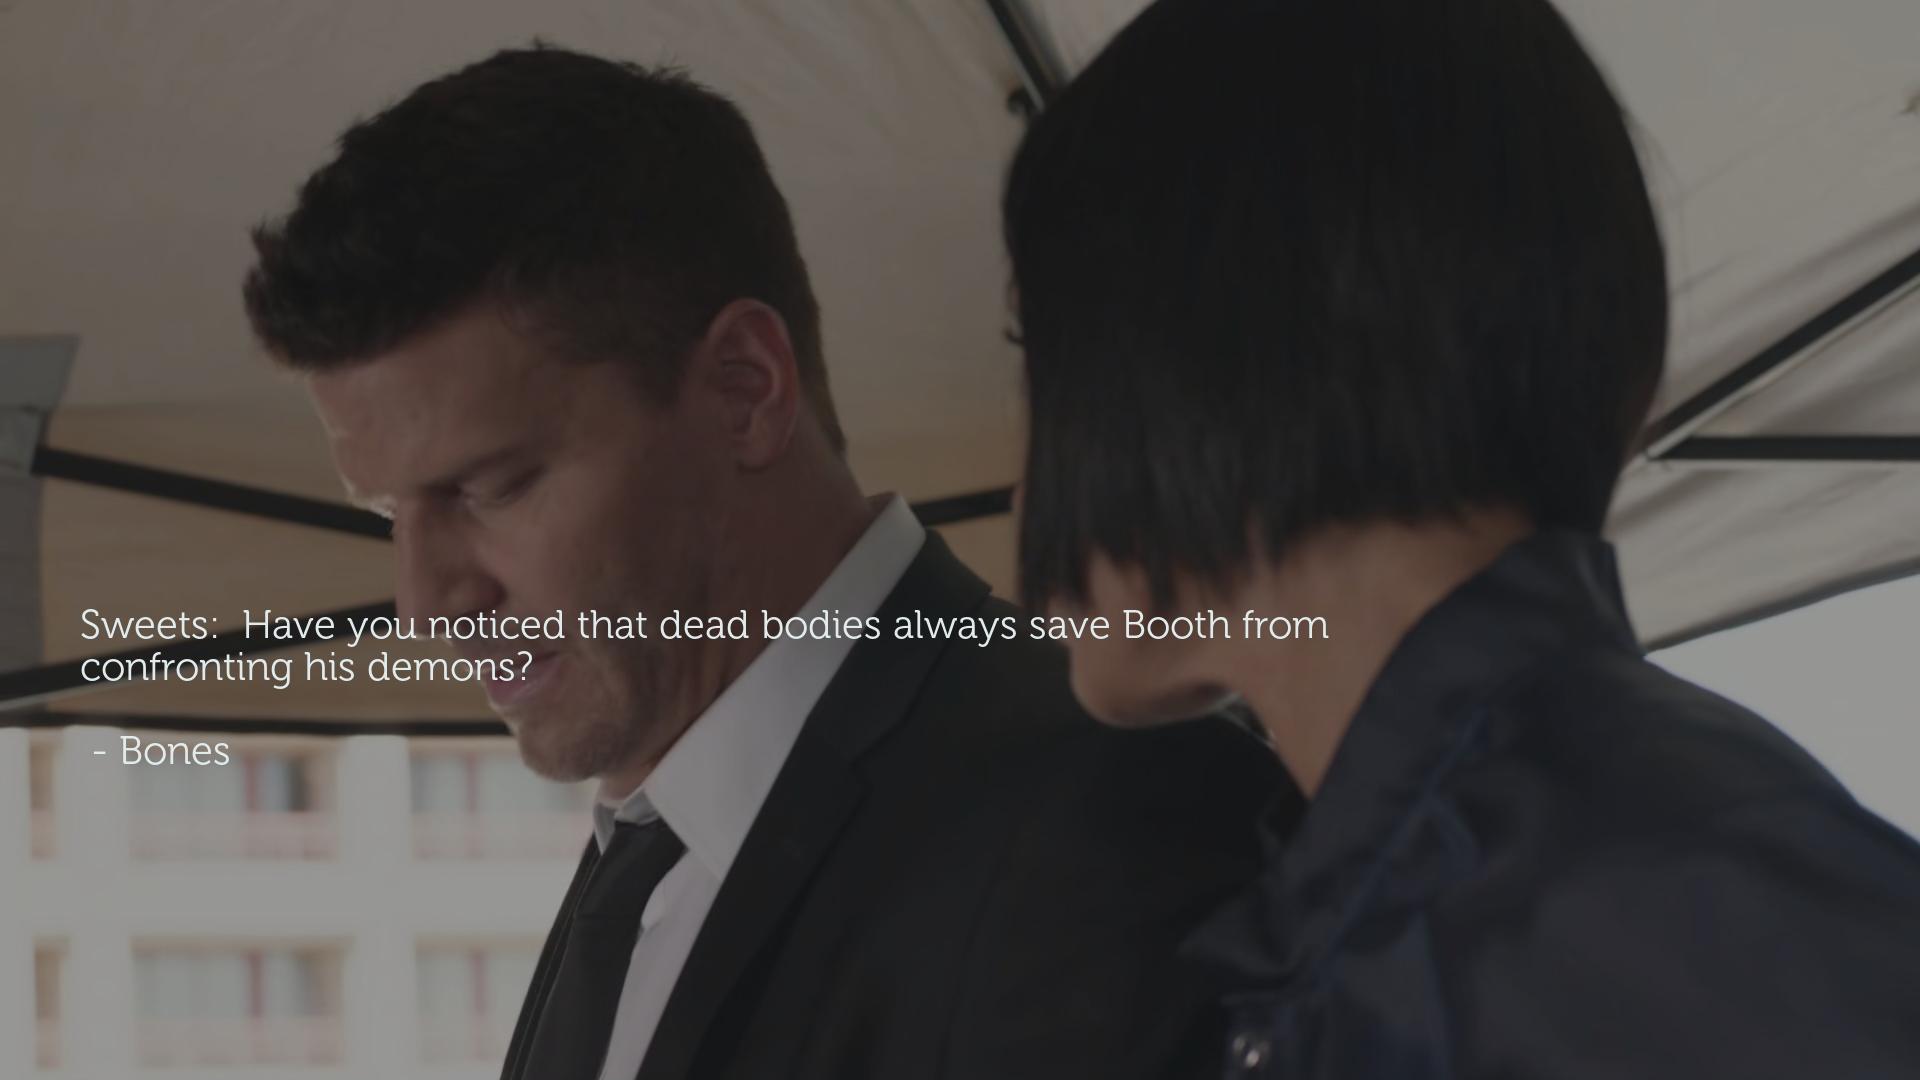 Sweets:  Have you noticed that dead bodies always save Booth from
confronting his demons?
- Bones